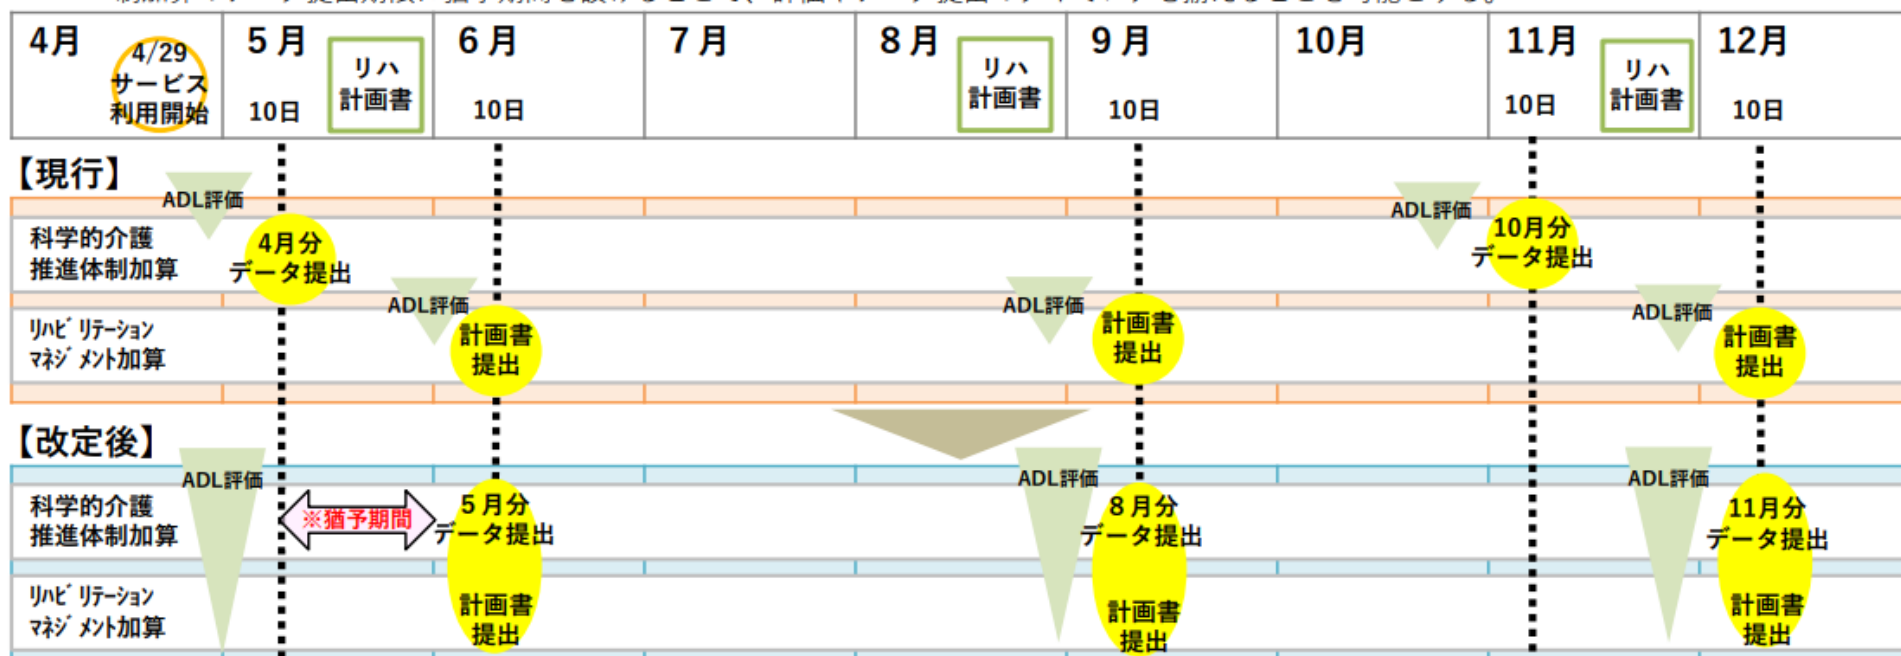 4月
4/29
サービス
利用開始
5月
10日
リハ
計画書
6月
10日
7月
8月
リハ
計画書
9月
10日
10月
11月
10日
リハ
計画書
12月
10日
【現行】
ADL評価
ADL評価
科学的介護
推進体制加算
4月分
データ提出
10月分
データ提出
ADL評価
ADL評価
ADL評価
リハビリテーション
マネジメント加算
計画書
提出
計画書
提出
計画書
提出
【改定後】
ADL評価
ADL評価
ADL評価
科学的介護
推進体制加算
※猶予期間
5月分
データ提出
8月分
データ提出
11月分
データ提出
リハビリテーション
マネジメント加算
計画書
提出
計画書
提出
計画書
提出